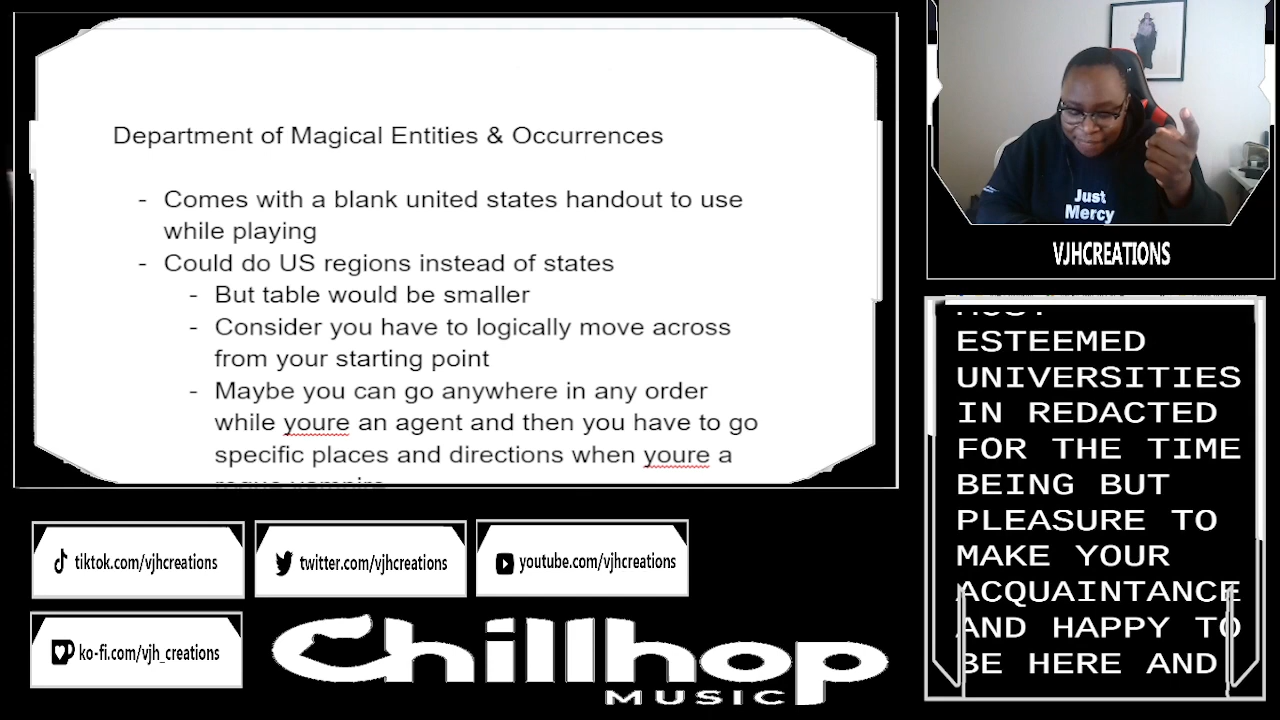 Department of Magical Entities & Occurrences
- Comes with a blank united states handout to use
while playing
- Could do US regions instead of states
- But table would be smaller
- Consider you have to logically move across
from your starting point
- Maybe you can go anywhere in any order
while youre an agent and then you have to go
specific places and directions when youre a
Just
Mercy
VJHCREATIONS
ESTEEMED
UNIVERSITIES
IN REDACTED
FOR THE TIME
BEING BUT
PLEASURE TO
MAKE YOUR
ACQUAINTANCE
AND HAPPY TO
BE HERE AND
tiktok.com/vjhcreations
twitter.com/vjhcreations
youtube.com/vjhcreations
ko-fi.com/vjh_creations
Chillhop
MUSIC